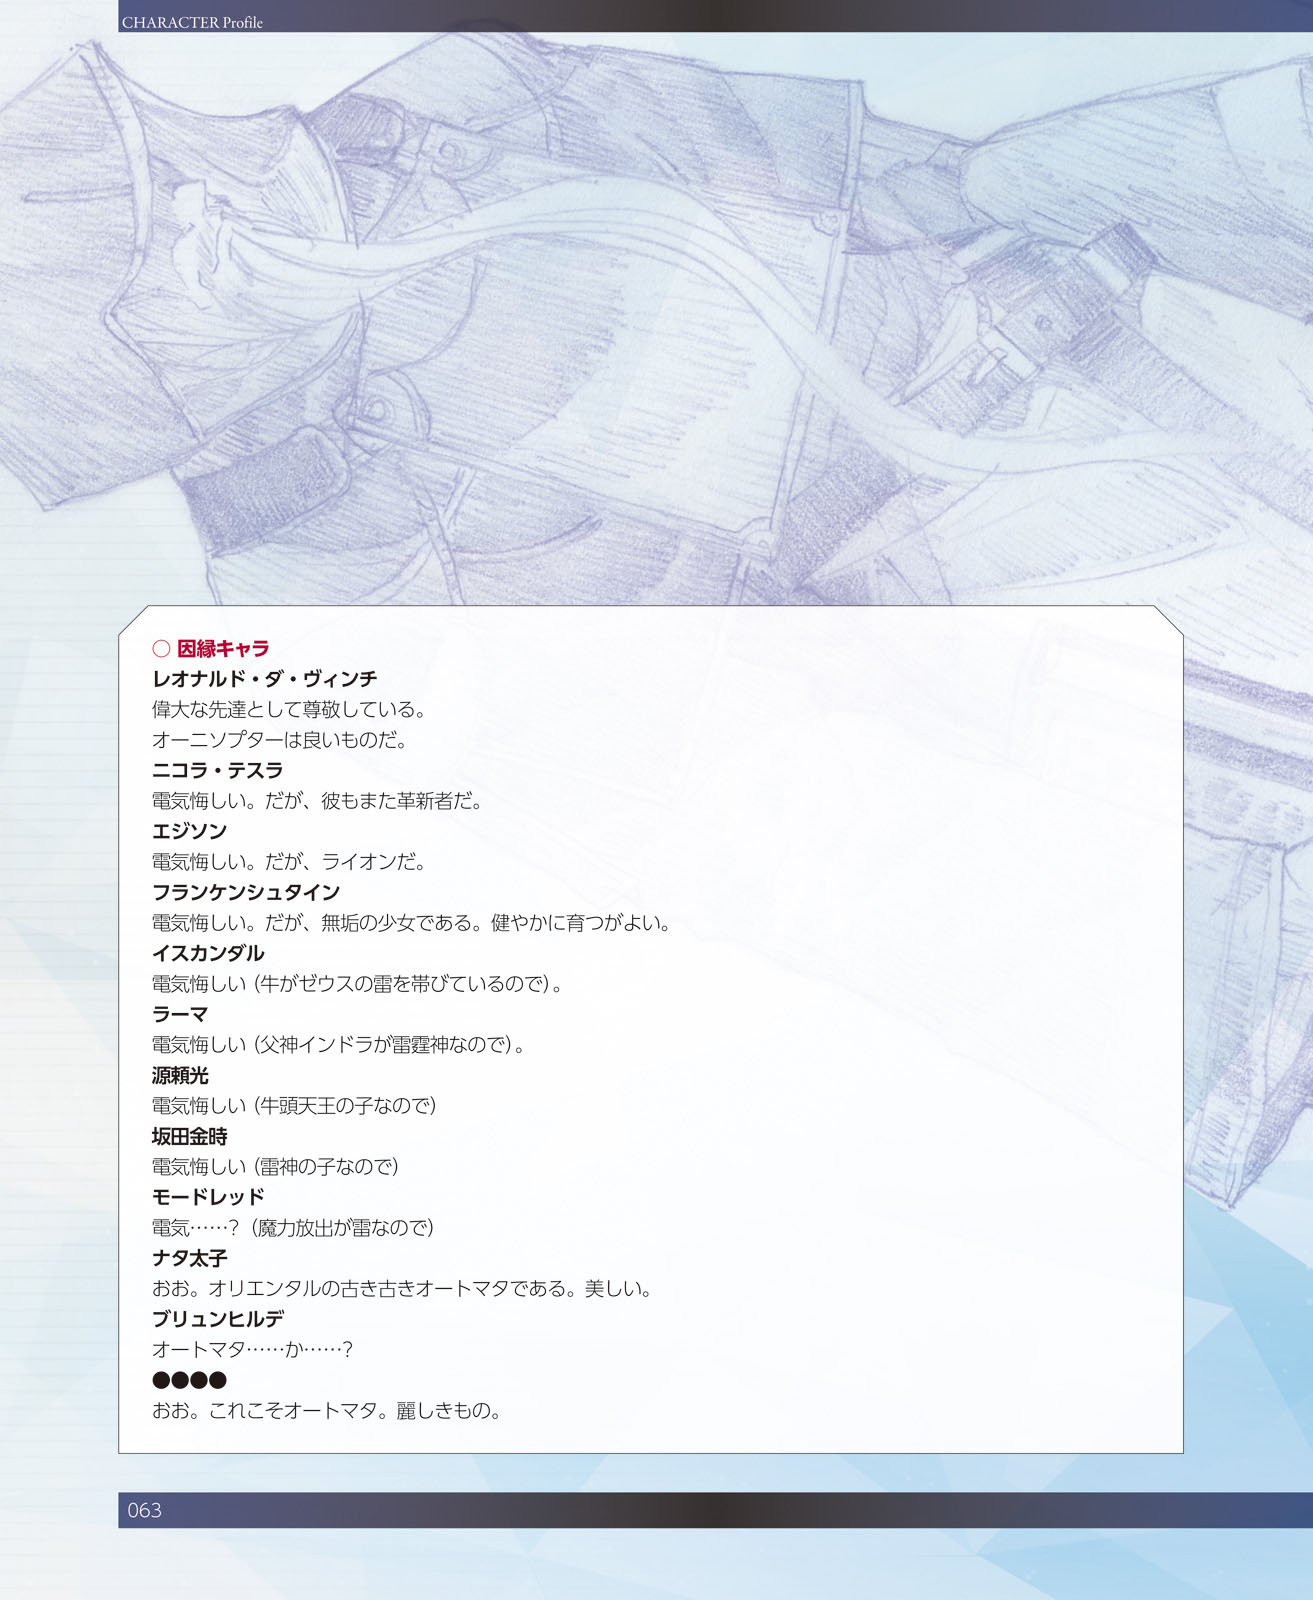 CHARACTER Profile
○ 因縁キャラ
レオナルド・ダ・ヴィンチ
偉大な先達として尊敬している。
オーニソプターは良いものだ。
ニコラ・テスラ
電気悔しい。だが、彼もまた革新者だ。
エジソン
電気悔しい。だが、ライオンだ。
フランケンシュタイン
電気悔しい。だが、無垢の少女である。健やかに育つがよい。
イスカンダル
電気悔しい（牛がゼウスの雷を帯びているので）。
ラーマ
電気悔しい（父神インドラが雷霆神なので）。
源頼光
電気悔しい（牛頭天王の子なので）
坂田金時
電気悔しい（雷神の子なので）
モードレッド
電気……？（魔力放出が雷なので）
ナタ太子
おお。オリエンタルの古き古きオートマタである。美しい。
ブリュンヒルデ
オートマタ……か……？
●●●●
おお。これこそオートマタ。麗しきもの。
063